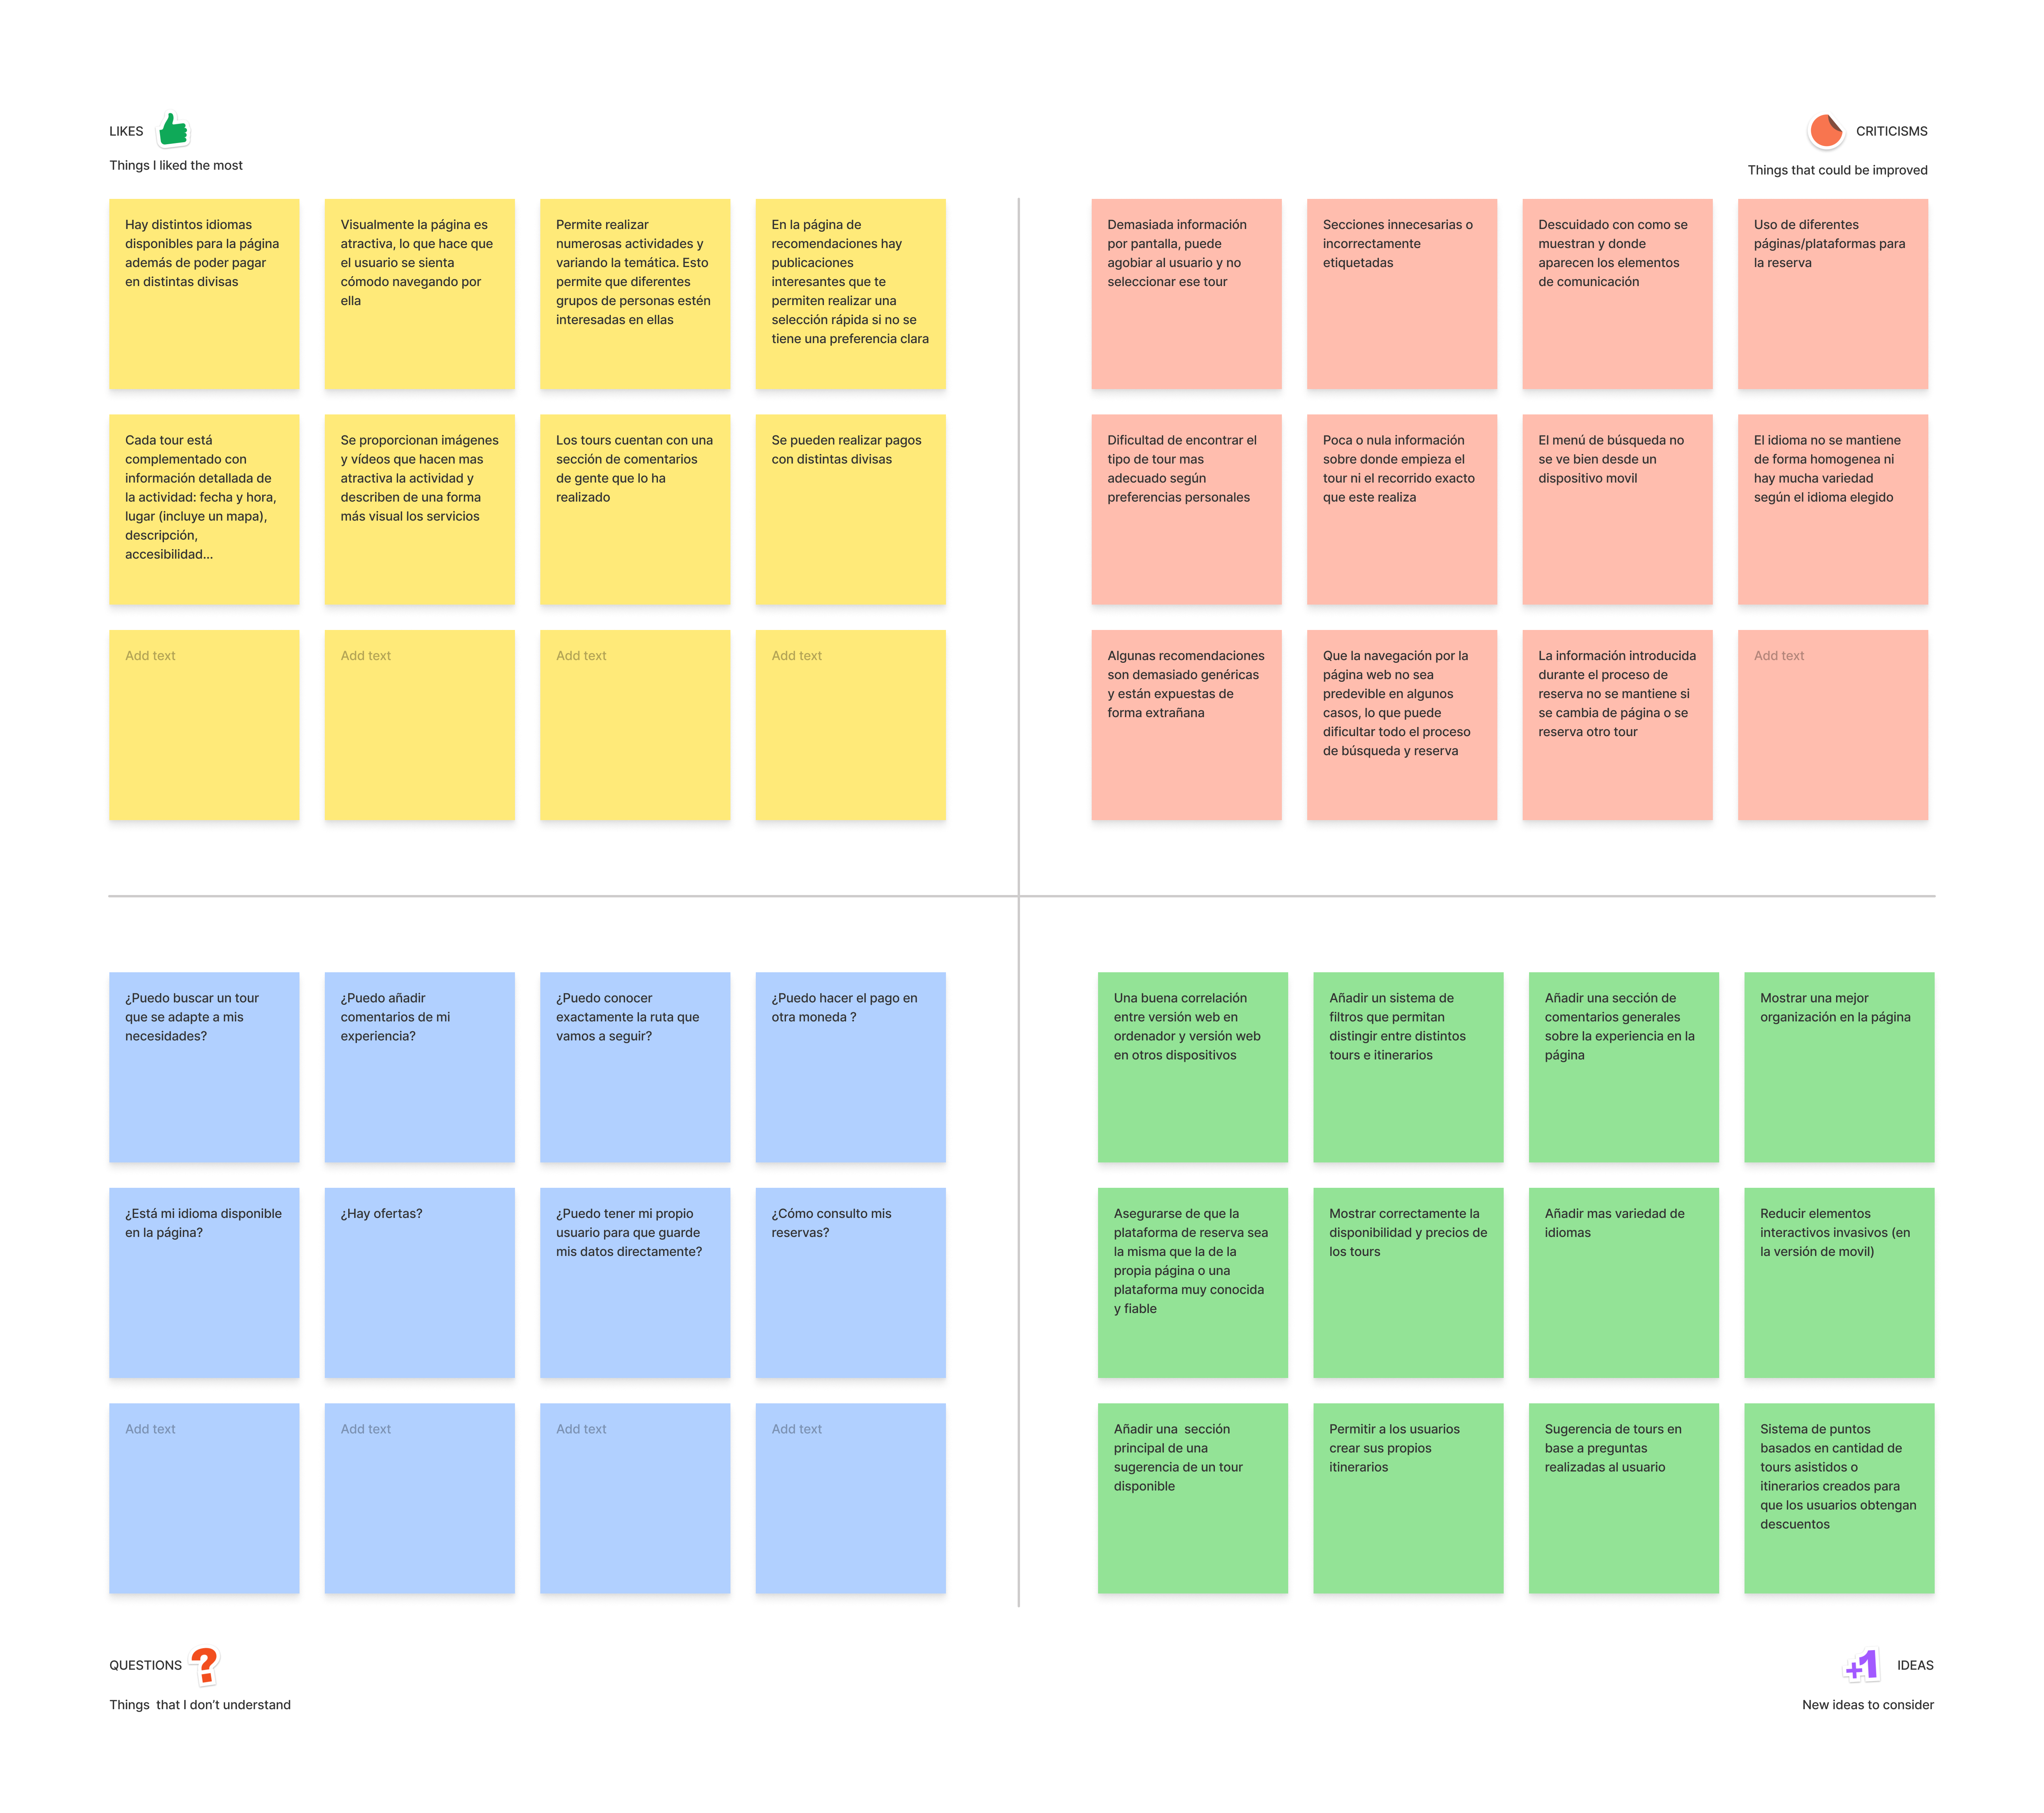 LIKES
Things I liked the most
CRITICISMS
Things that could be improved
Hay distintos idiomas
disponibles para la página
además de poder pagar
en distintas divisas
Visualmente la página es
atractiva, lo que hace que
el usuario se sienta
cómodo navegando por
ella
Permite realizar
numerosas actividades y
variando la temática. Esto
permite que diferentes
grupos de personas estén
interesadas en ellas
En la página de
recomendaciones hay
publicaciones
interesantes que te
permiten realizar una
selección rápida si no se
tiene una preferencia clara
Cada tour está
complementado con
información detallada de
la actividad: fecha y hora,
lugar (incluye un mapa),
descripción,
accesibilidad...
Se proporcionan imágenes
y vídeos que hacen mas
atractiva la actividad y
describen de una forma
más visual los servicios
Los tours cuentan con una
sección de comentarios
de gente que lo ha
realizado
Se pueden realizar pagos
con distintas divisas
Add text
Add text
Add text
Add text
Demasiada información
por pantalla, puede
agobiar al usuario y no
seleccionar ese tour
Secciones innecesarias o
incorrectamente
etiquetadas
Descuidado con como se
muestran y donde
aparecen los elementos
de comunicación
Uso de diferentes
páginas/plataformas para
la reserva
Dificultad de encontrar el
tipo de tour mas
adecuado según
preferencias personales
Poca o nula información
sobre donde empieza el
tour ni el recorrido exacto
que este realiza
El menú de búsqueda no
se ve bien desde un
dispositivo movil
El idioma no se mantiene
de forma homogenea ni
hay mucha variedad
según el idioma elegido
Algunas recomendaciones
son demasiado genéricas
y están expuestas de
forma extrañana
Que la navegación por la
página web no sea
predevible en algunos
casos, lo que puede
dificultar todo el proceso
de búsqueda y reserva
La información introducida
durante el proceso de
reserva no se mantiene si
se cambia de página o se
reserva otro tour
Add text
¿Puedo buscar un tour
que se adapte a mis
necesidades?
¿Puedo añadir
comentarios de mi
experiencia?
¿Puedo conocer
exactamente la ruta que
vamos a seguir?
¿Puedo hacer el pago en
otra moneda ?
¿Está mi idioma disponible
en la página?
¿Hay ofertas?
¿Puedo tener mi propio
usuario para que guarde
mis datos directamente?
¿Cómo consulto mis
reservas?
Add text
Add text
Add text
Add text
Una buena correlación
entre versión web en
ordenador y versión web
en otros dispositivos
Añadir un sistema de
filtros que permitan
distingir entre distintos
tours e itinerarios
Añadir una sección de
comentarios generales
sobre la experiencia en la
página
Mostrar una mejor
organización en la página
Asegurarse de que la
plataforma de reserva sea
la misma que la de la
propia página o una
plataforma muy conocida
y fiable
Mostrar correctamente la
disponibilidad y precios de
los tours
Añadir mas variedad de
idiomas
Reducir elementos
interactivos invasivos (en
la versión de movil)
Añadir una  sección
principal de una
sugerencia de un tour
disponible
Permitir a los usuarios
crear sus propios
itinerarios
Sugerencia de tours en
base a preguntas
realizadas al usuario
Sistema de puntos
basados en cantidad de
tours asistidos o
itinerarios creados para
que los usuarios obtengan
descuentos
QUESTIONS ?
Things  that I don't understand
+1 IDEAS
New ideas to consider